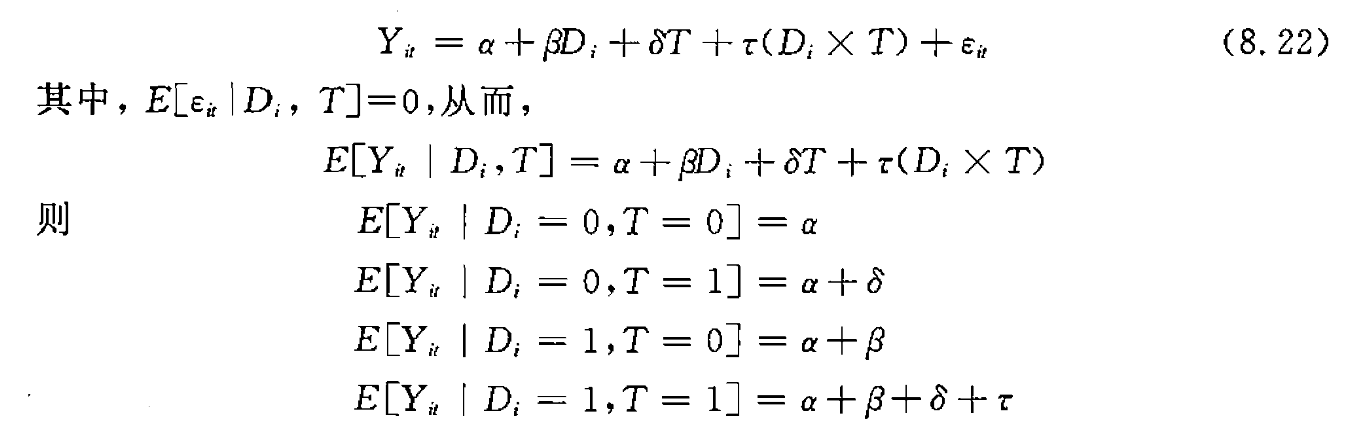 Y_{it} = α + βD_i + δT + τ(D_i × T) + ε_{it} (8.22)
其中, E[ε_{it}|D_i, T]=0,从而,
E[Y_{it} | D_i, T] = α + βD_i + δT + τ(D_i × T)
则 E[Y_{it} | D_i = 0, T = 0] = α
E[Y_{it} | D_i = 0, T = 1] = α + δ
E[Y_{it} | D_i = 1, T = 0] = α + β
E[Y_{it} | D_i = 1, T = 1] = α + β + δ + τ